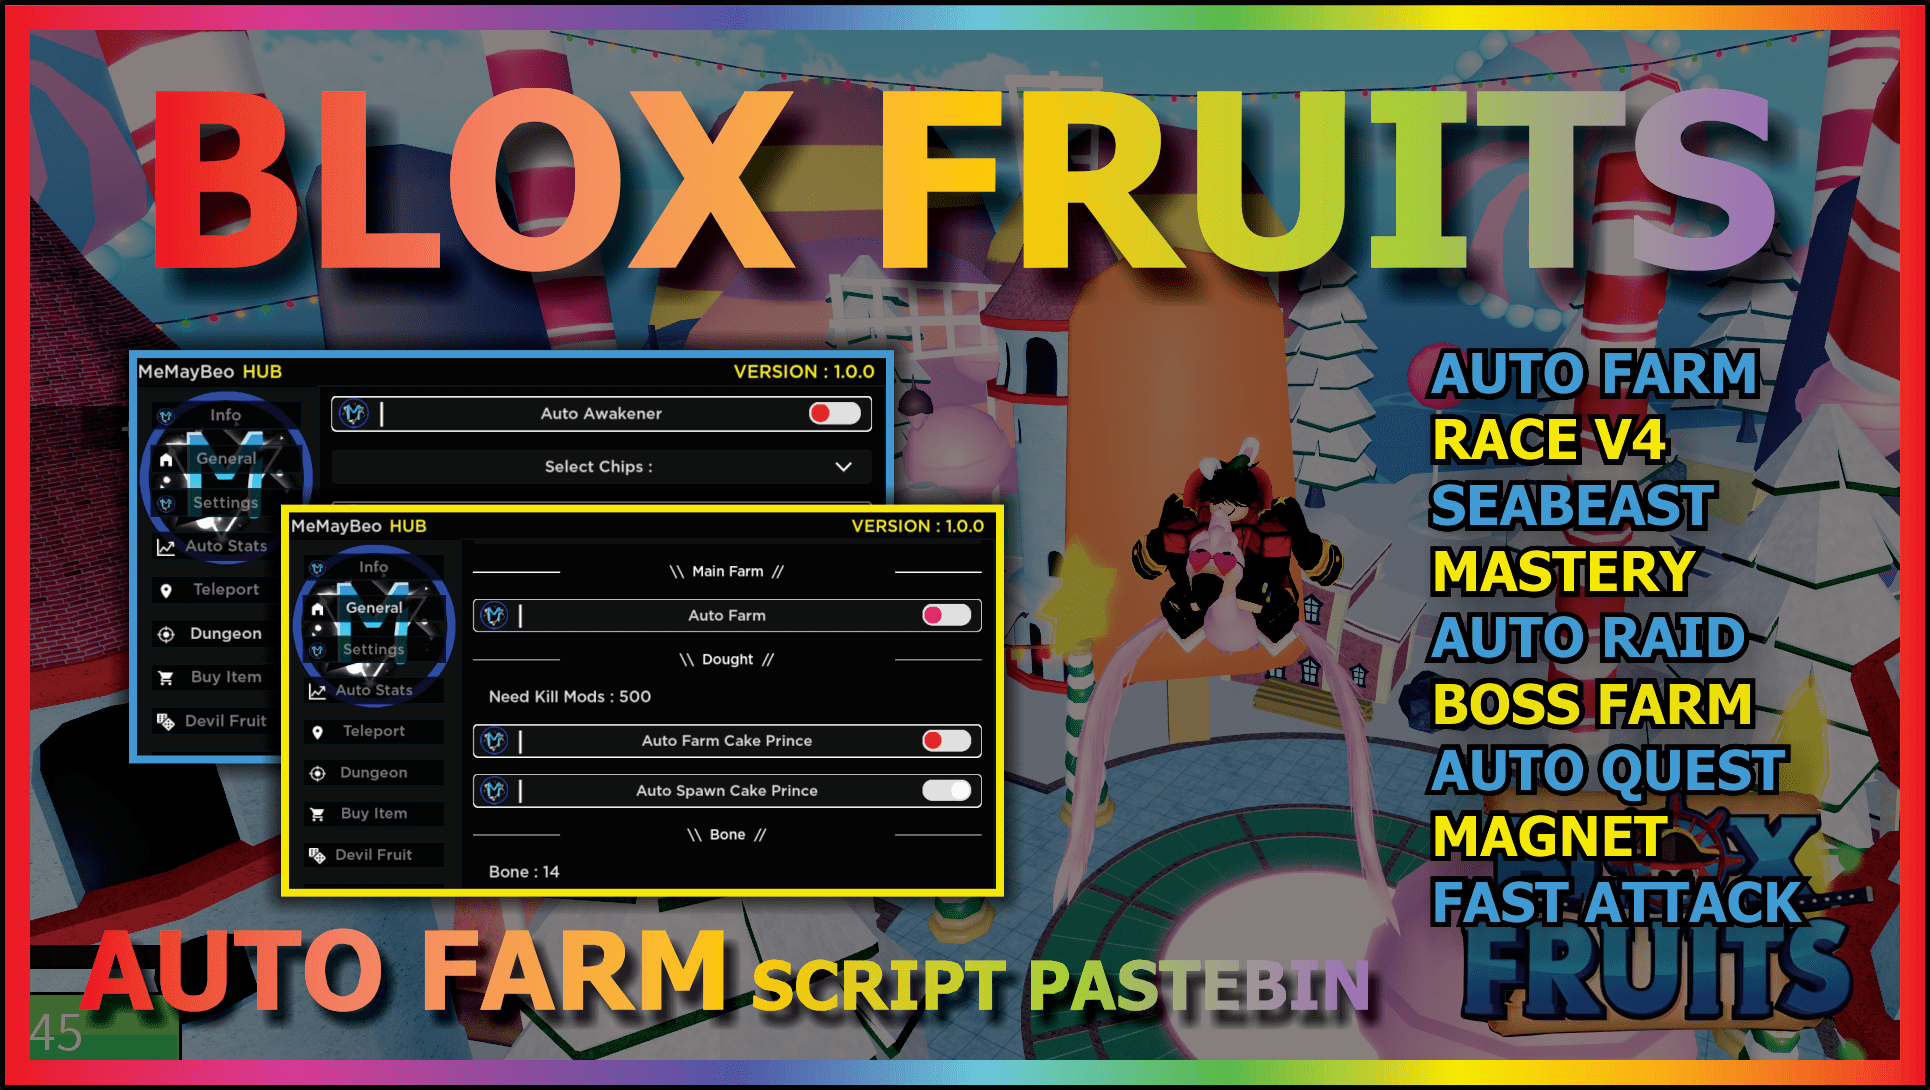 BLOX FRUITS
MeMayBeo HUB
VERSION : 1.0.0
Info
General
Settings
Auto Stats
Teleport
Dungeon
Buy Item
Devil Fruit
Auto Awakener
Select Chips :
MeMayBeo HUB
VERSION : 1.0.0
Info
General
Settings
Auto Stats
Teleport
Dungeon
Buy Item
Devil Fruit
\\ Main Farm //
Auto Farm
\\ Dought //
Need Kill Mods : 500
Auto Farm Cake Prince
Auto Spawn Cake Prince
\\ Bone //
Bone : 14
AUTO FARM
RACE V4
SEABEAST
MASTERY
AUTO RAID
BOSS FARM
AUTO QUEST
MAGNET
FAST ATTACK
BLOX
FRUITS
AUTO FARM SCRIPT PASTEBIN
45